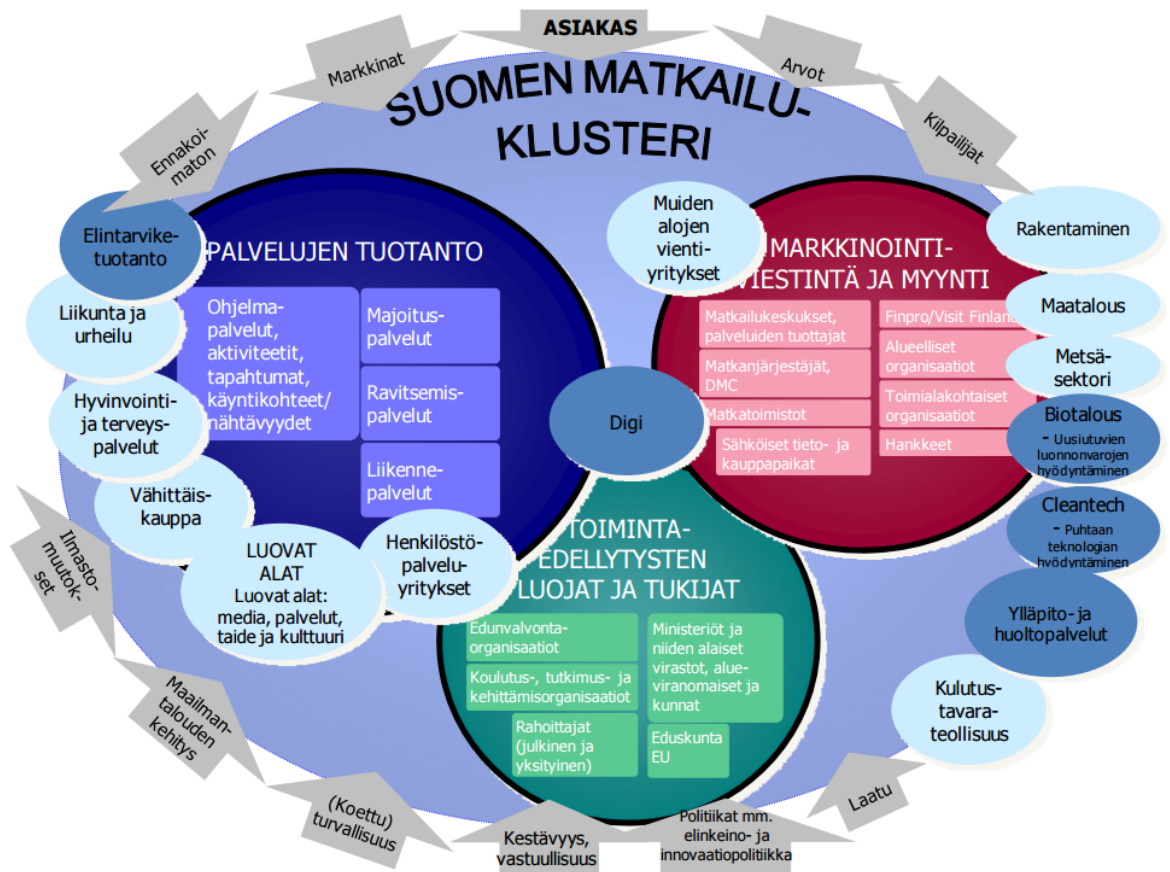 ASIAKAS
Markkinat
Arvot
SUOMEN MATKAILU-
KLUSTERI
Kilpailijat
Ennakoi-
maton
Elintarvike-
tuotanto
Liikunta ja
urheilu
Hyvinvointi-
ja terveys-
palvelut
Vähittäis-
kauppa
LUOVAT
ALAT
Luovat alat:
media, palvelut,
taide ja kulttuuri
Henkilöstö-
palvelu-
yritykset
PALVELUJEN TUOTANTO
Ohjelma-
palvelut,
aktiviteetit,
tapahtumat,
käyntikohteet/
nähtävyydet
Majoitus-
palvelut
Ravitsemis-
palvelut
Liikenne-
palvelut
Digi
Muiden
alojen
vienti-
yritykset
MARKKINOINTI-
VIESTINTÄ JA MYYNTI
Matkailukeskukset,
palveluiden tuottajat
Matkanjärjestäjät,
DMC
Matkatoimistot
Sähköiset tieto- ja
kauppapaikat
Finpro/Visit Finland
Alueelliset
organisaatiot
Toimialakohtaiset
organisaatiot
Hankkeet
Rakentaminen
Maatalous
Metsä-
sektori
Biotalous
- Uusiutuvien
luonnonvarojen
hyödyntäminen
Cleantech
- Puhtaan
teknologian
hyödyntäminen
Ylläpito- ja
huoltopalvelut
Kulutus-
tavara-
teollisuus
TOIMINTA-
EDELLYTYSTEN
LUOJAT JA TUKIJAT
Edunvalvonta-
organisaatiot
Koulutus-, tutkimus- ja
kehittämisorganisaatiot
Rahoittajat
(julkinen ja
yksityinen)
Ministeriöt ja
niiden alaiset
virastot, alue-
viranomaiset ja
kunnat
Eduskunta
EU
Ilmasto-
muutok-
set
Maailman-
talouden
kehitys
(Koettu)
turvallisuus
Kestävyys,
vastuullisuus
Politiikat mm.
elinkeino- ja
innovaatiopolitiikka
Laatu